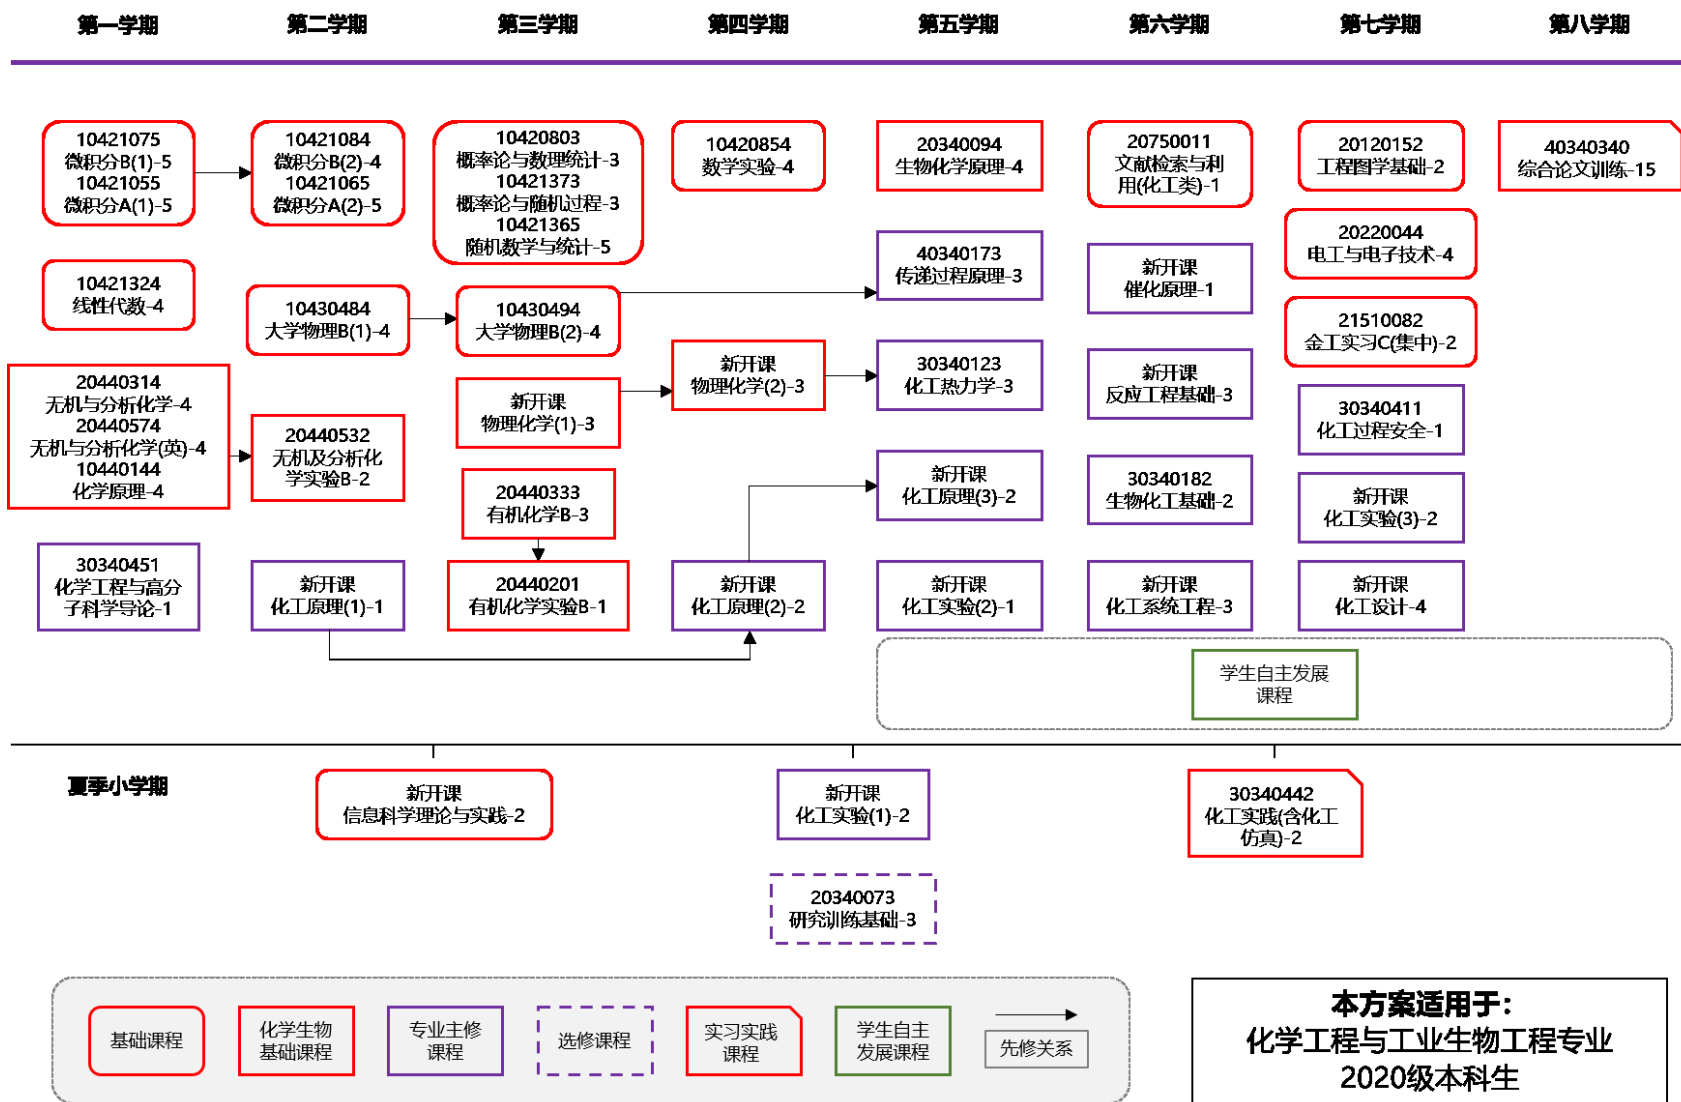 第一学期
第二学期
第三学期
第四学期
第五学期
第六学期
第七学期
第八学期
10421075
微积分B(1)-5
10421055
微积分A(1)-5
10421084
微积分B(2)-4
10421065
微积分A(2)-5
10420803
概率论与数理统计-3
10421373
概率论与随机过程-3
10421365
随机数学与统计-5
10420854
数学实验-4
20340094
生物化学原理-4
20750011
文献检索与利
用(化工类)-1
20120152
工程图学基础-2
40340340
综合论文训练-15
10421324
线性代数-4
10430484
大学物理B(1)-4
10430494
大学物理B(2)-4
40340173
传递过程原理-3
新开课
催化原理-1
20220044
电工与电子技术-4
21510082
金工实习C(集中)-2
20440314
无机与分析化学-4
20440574
无机与分析化学(英)-4
10440144
化学原理-4
20440532
无机及分析化
学实验B-2
新开课
物理化学(1)-3
新开课
物理化学(2)-3
30340123
化工热力学-3
新开课
反应工程基础-3
30340411
化工过程安全-1
20440333
有机化学B-3
新开课
化工原理(3)-2
30340182
生物化工基础-2
新开课
化工实验(3)-2
30340451
化学工程与高分
子科学导论-1
新开课
化工原理(1)-1
20440201
有机化学实验B-1
新开课
化工原理(2)-2
新开课
化工实验(2)-1
新开课
化工系统工程-3
新开课
化工设计-4
学生自主发展
课程
夏季小学期
新开课
信息科学理论与实践-2
新开课
化工实验(1)-2
30340442
化工实践(含化工
仿真)-2
20340073
研究训练基础-3
基础课程
化学生物
基础课程
专业主修
课程
选修课程
实习实践
课程
学生自主
发展课程
先修关系
本方案适用于：
化学工程与工业生物工程专业
2020级本科生